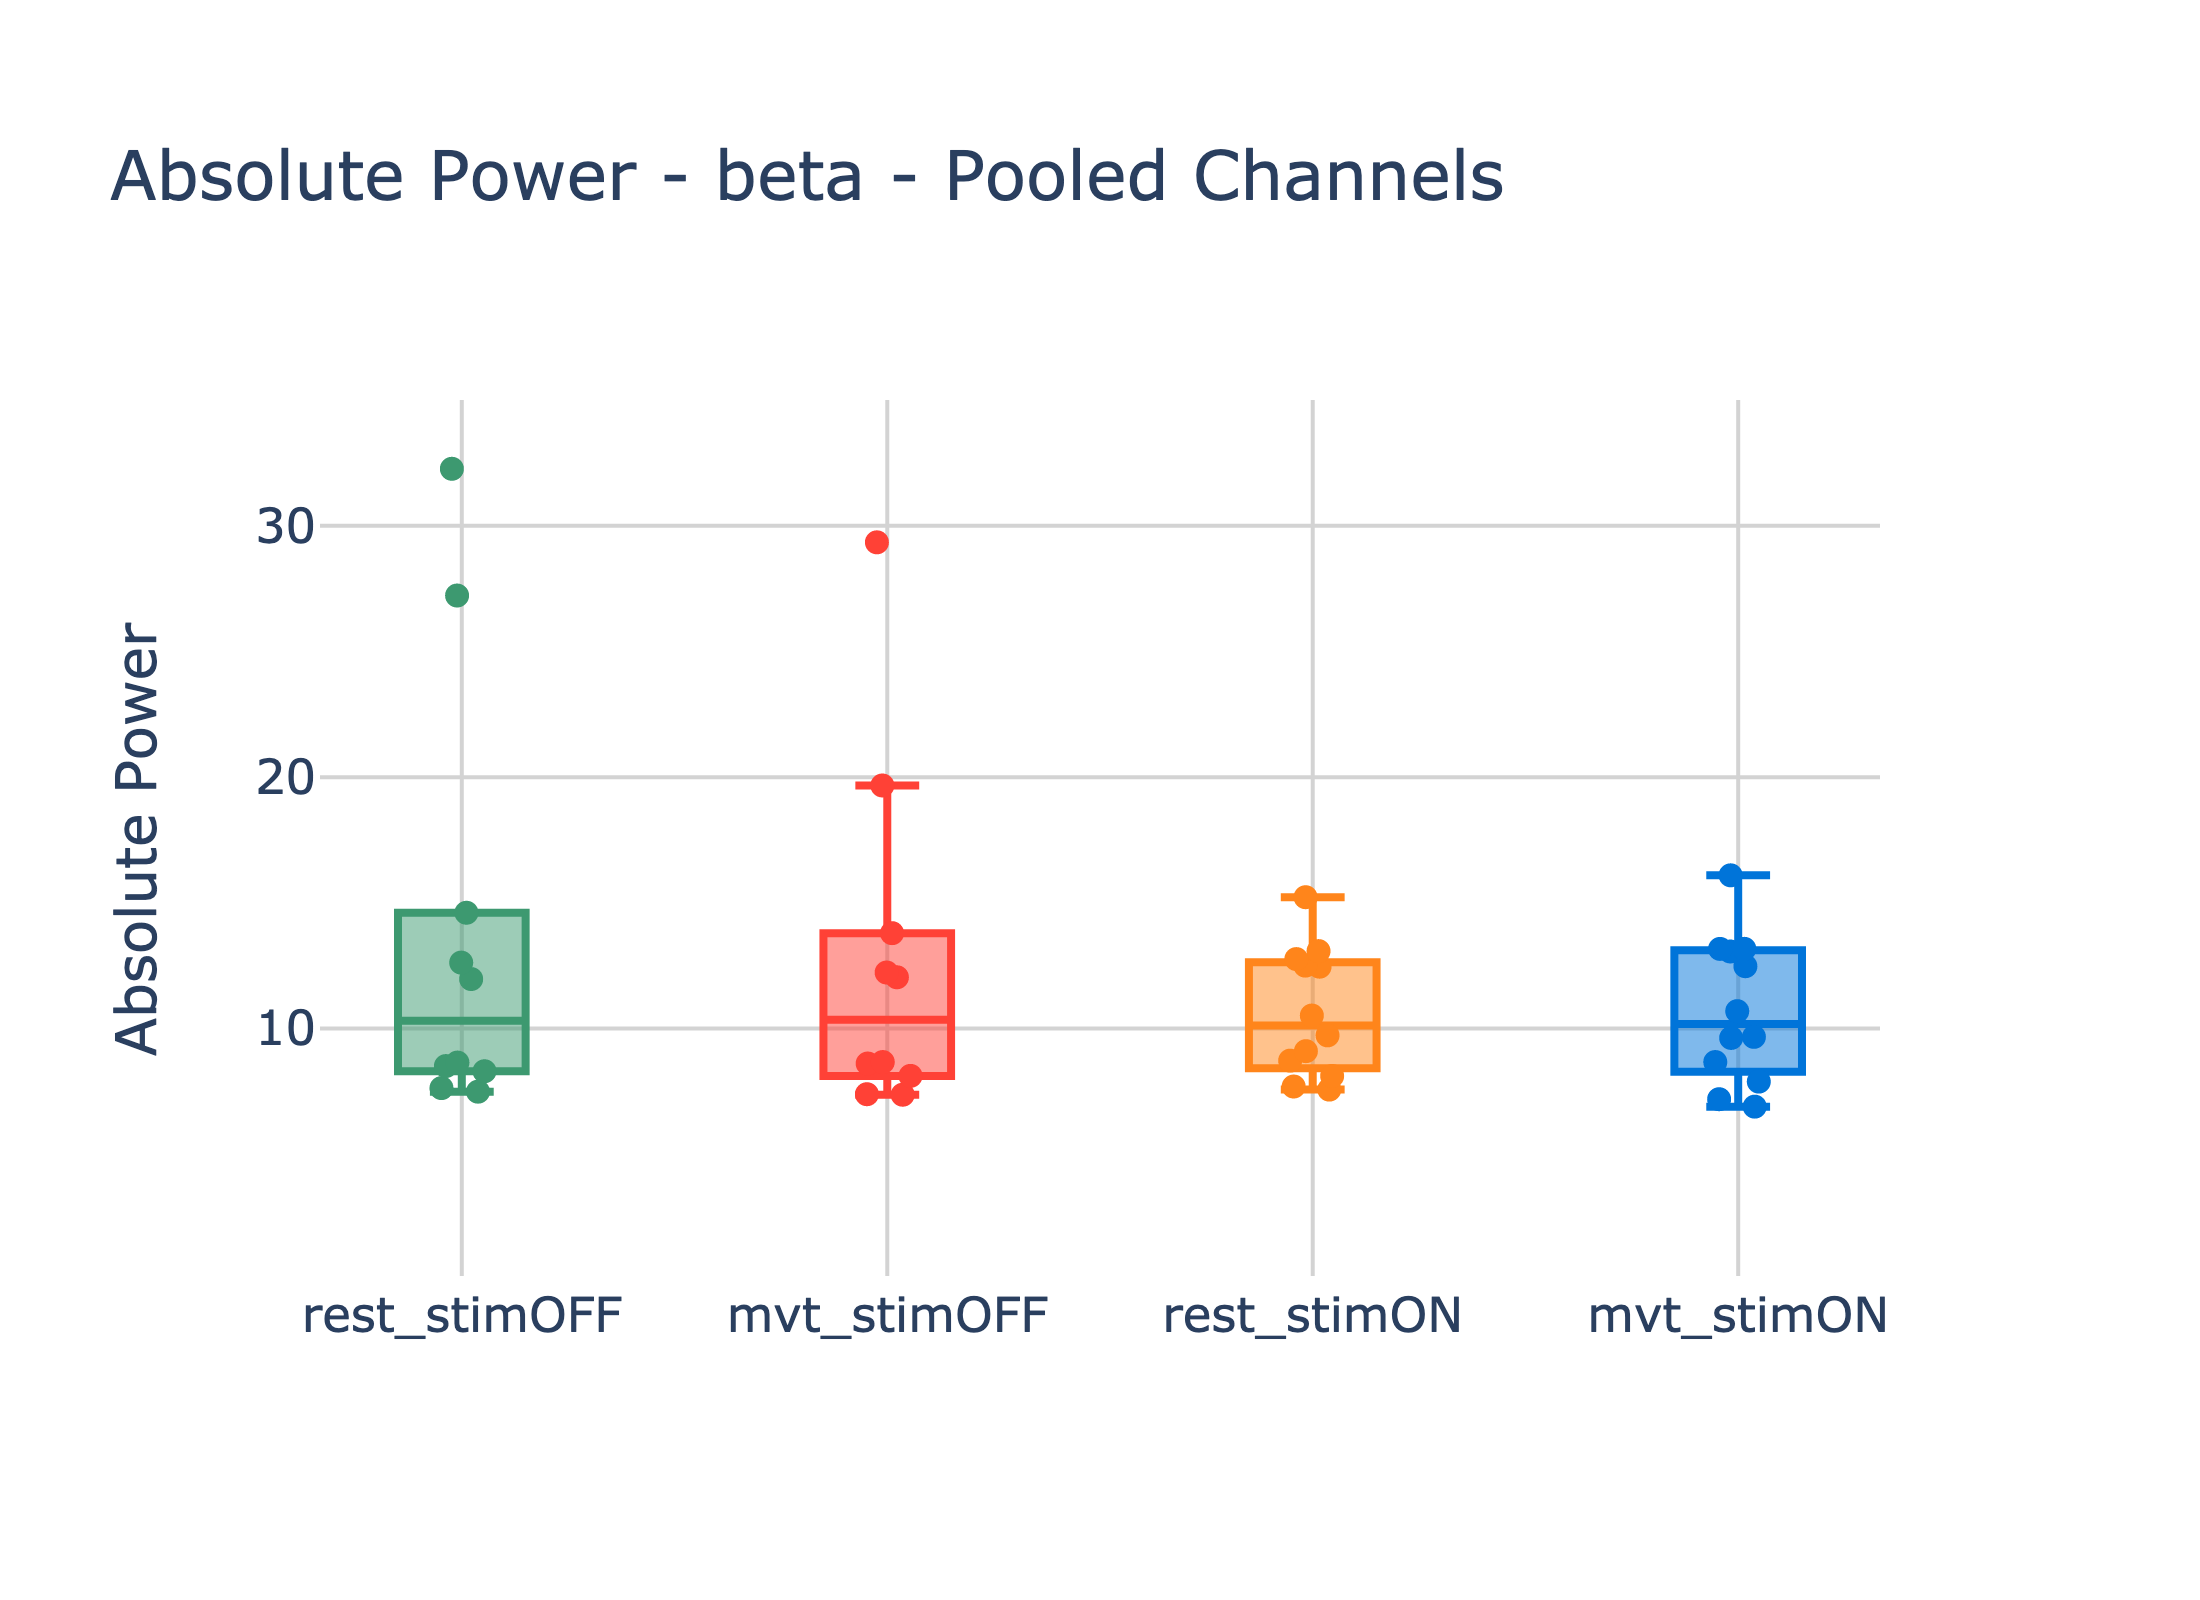 Absolute Power - beta - Pooled Channels
Absolute Power
30
20
10
rest_stimOFF
mvt_stimOFF
rest_stimON
mvt_stimON